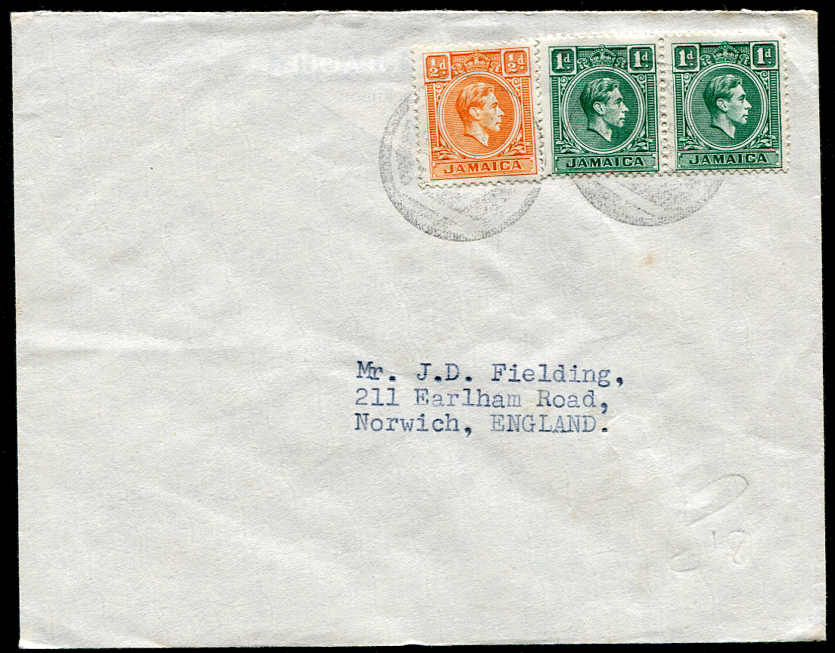 ½d ½d
JAMAICA
1d 1d
JAMAICA
1d 1d
JAMAICA
Mr. J.D. Fielding,
211 Earlham Road,
Norwich, ENGLAND.